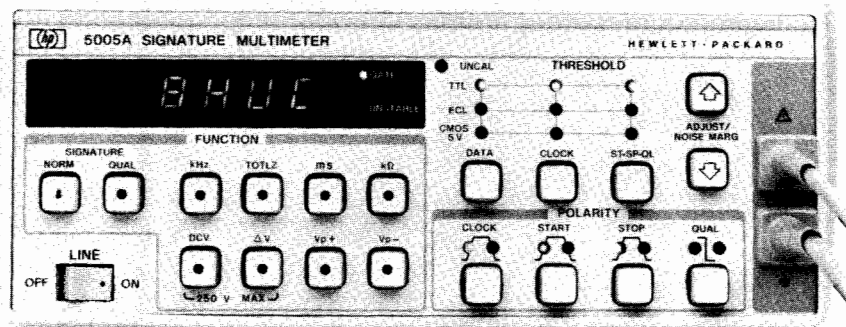 hp 5005A SIGNATURE MULTIMETER
HEWLETT · PACKARD
8HUC
GATE
UNSTABLE
UNCAL THRESHOLD
TTL
ECL
CMOS
5 V
ADJUST/
NOISE MARG
DATA CLOCK ST-SP-QL
FUNCTION
SIGNATURE
NORM QUAL kHz TOTLZ ms kΩ
DCV ΔV Vp+ Vp−
250 V MAX
LINE
OFF ON
POLARITY
CLOCK START STOP QUAL